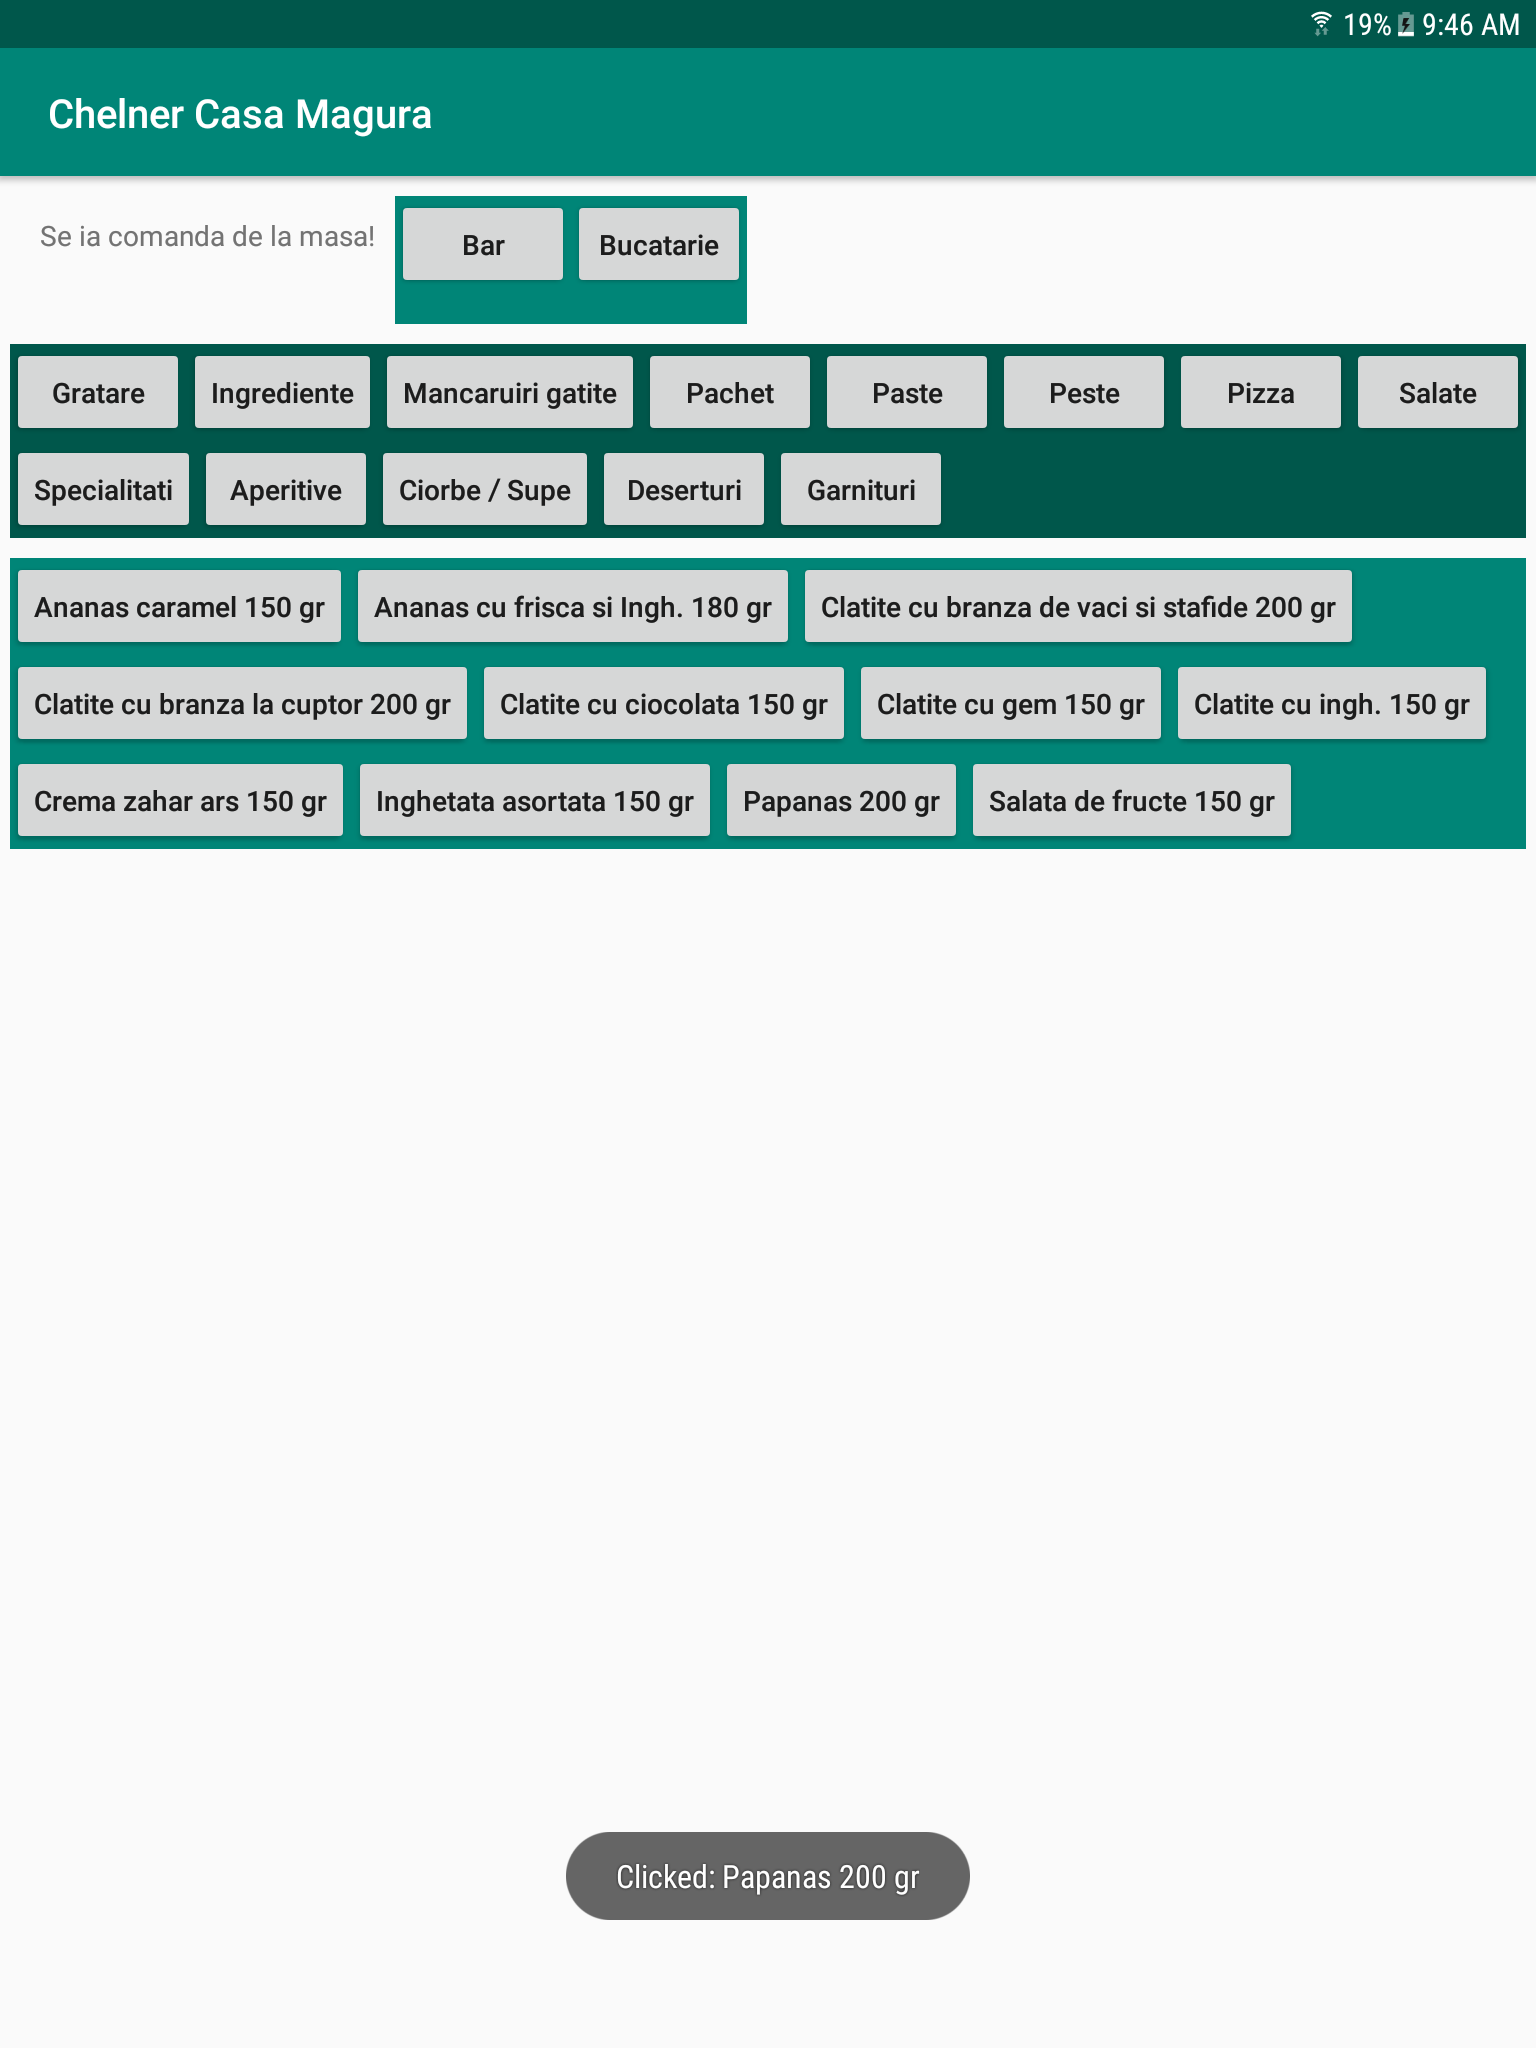 19% 9:46 AM
Chelner Casa Magura
Se ia comanda de la masa! Bar Bucatarie
Gratare Ingrediente Mancaruiri gatite Pachet Paste Peste Pizza Salate
Specialitati Aperitive Ciorbe / Supe Deserturi Garnituri
Ananas caramel 150 gr Ananas cu frisca si Ingh. 180 gr Clatite cu branza de vaci si stafide 200 gr
Clatite cu branza la cuptor 200 gr Clatite cu ciocolata 150 gr Clatite cu gem 150 gr Clatite cu ingh. 150 gr
Crema zahar ars 150 gr Inghetata asortata 150 gr Papanas 200 gr Salata de fructe 150 gr
Clicked: Papanas 200 gr